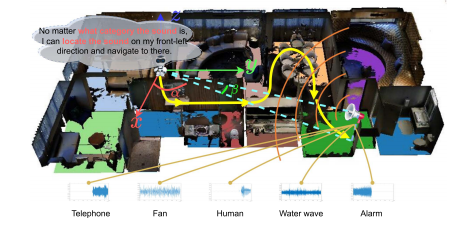 No matter is,
I can on my front-left
direction and navigate to there.
z
y
x
Telephone
Fan
Human
Water wave
Alarm